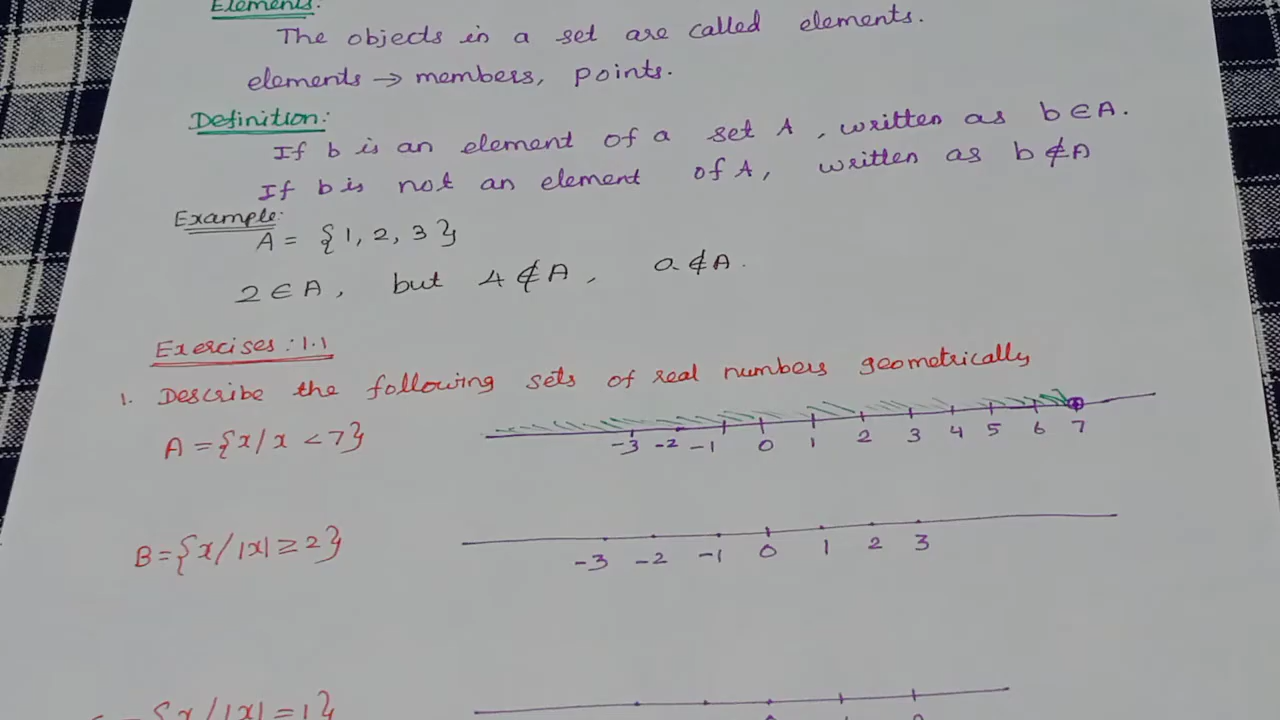 Elements:
The objects in a set are called elements.
elements → members, points.
Definition:
If b is an element of a set A, written as b ∈ A.
If b is not an element of A, written as b ∉ A
Example:
A = {1, 2, 3}
2 ∈ A, but 4 ∉ A, 0 ∉ A.
Exercises: 1.1
1. Describe the following sets of real numbers geometrically
A = {x/x < 7}
-3 -2 -1 0 1 2 3 4 5 6 7
B = {x/|x| ≥ 2}
-3 -2 -1 0 1 2 3
= {x/|x| = 1}